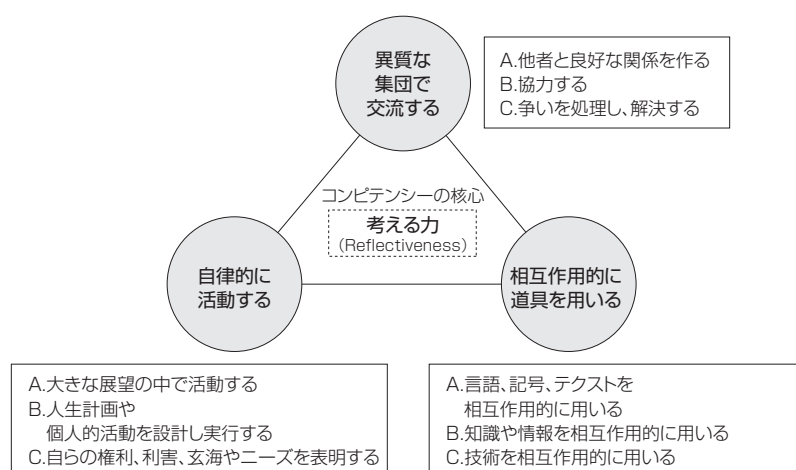 異質な
集団で
交流する
A.他者と良好な関係を作る
B.協力する
C.争いを処理し、解決する
コンピテンシーの核心
考える力
(Reflectiveness)
自律的に
活動する
相互作用的に
道具を用いる
A.大きな展望の中で活動する
B.人生計画や
個人的活動を設計し実行する
C.自らの権利、利害、玄海やニーズを表明する
A.言語、記号、テクストを
相互作用的に用いる
B.知識や情報を相互作用的に用いる
C.技術を相互作用的に用いる